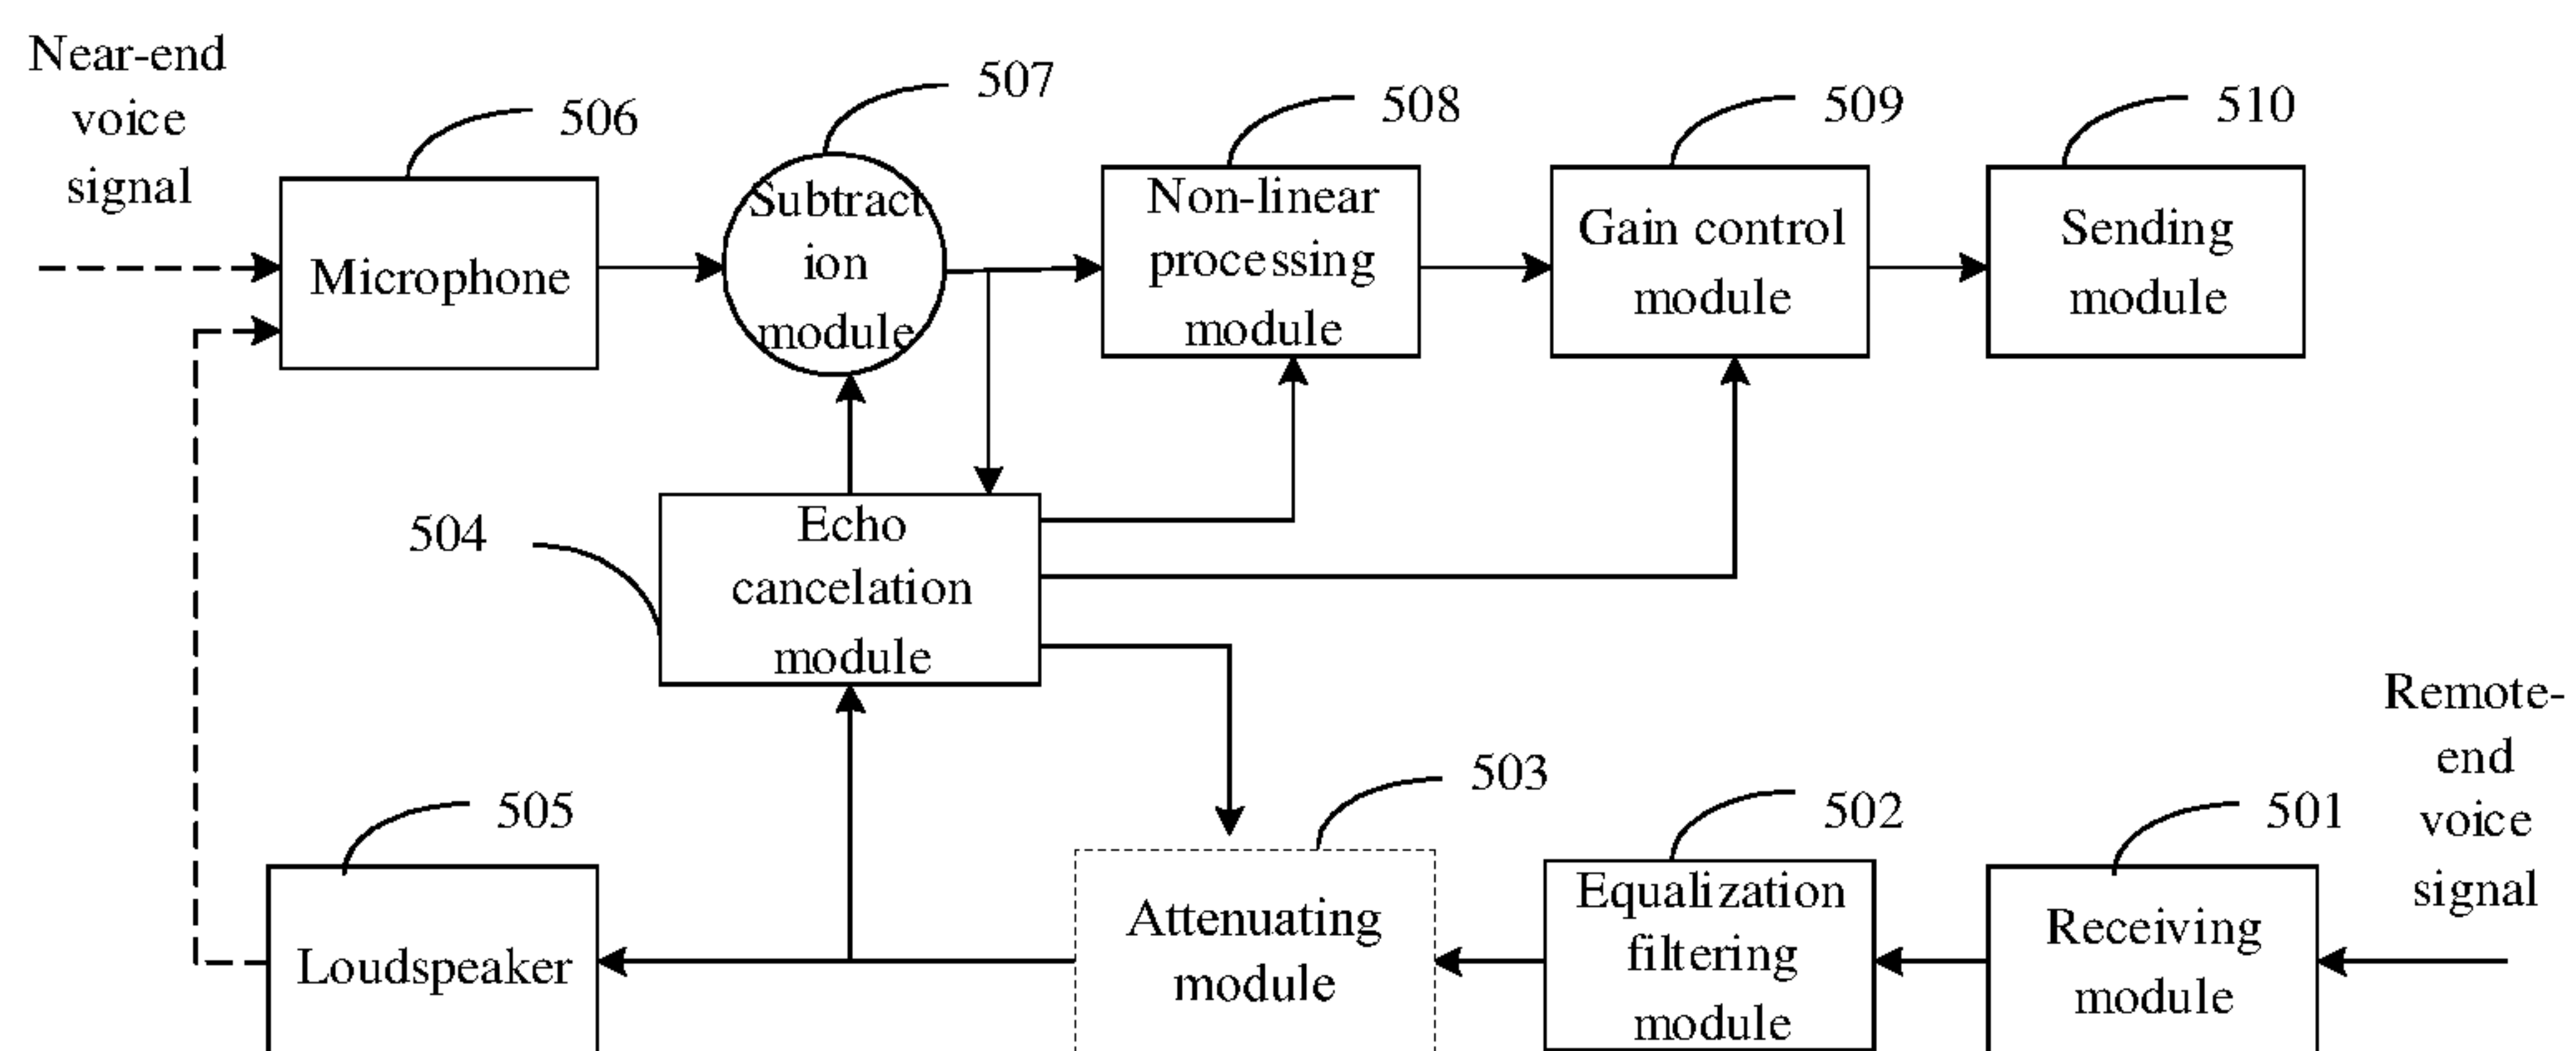 Near-end
voice
signal
506
507
508
509
510
Microphone
Subtract
ion
module
Non-linear
processing
module
Gain control
module
Sending
module
504
Echo
cancelation
module
Remote-
end
voice
signal
505
503
502
501
Loudspeaker
Attenuating
module
Equalization
filtering
module
Receiving
module